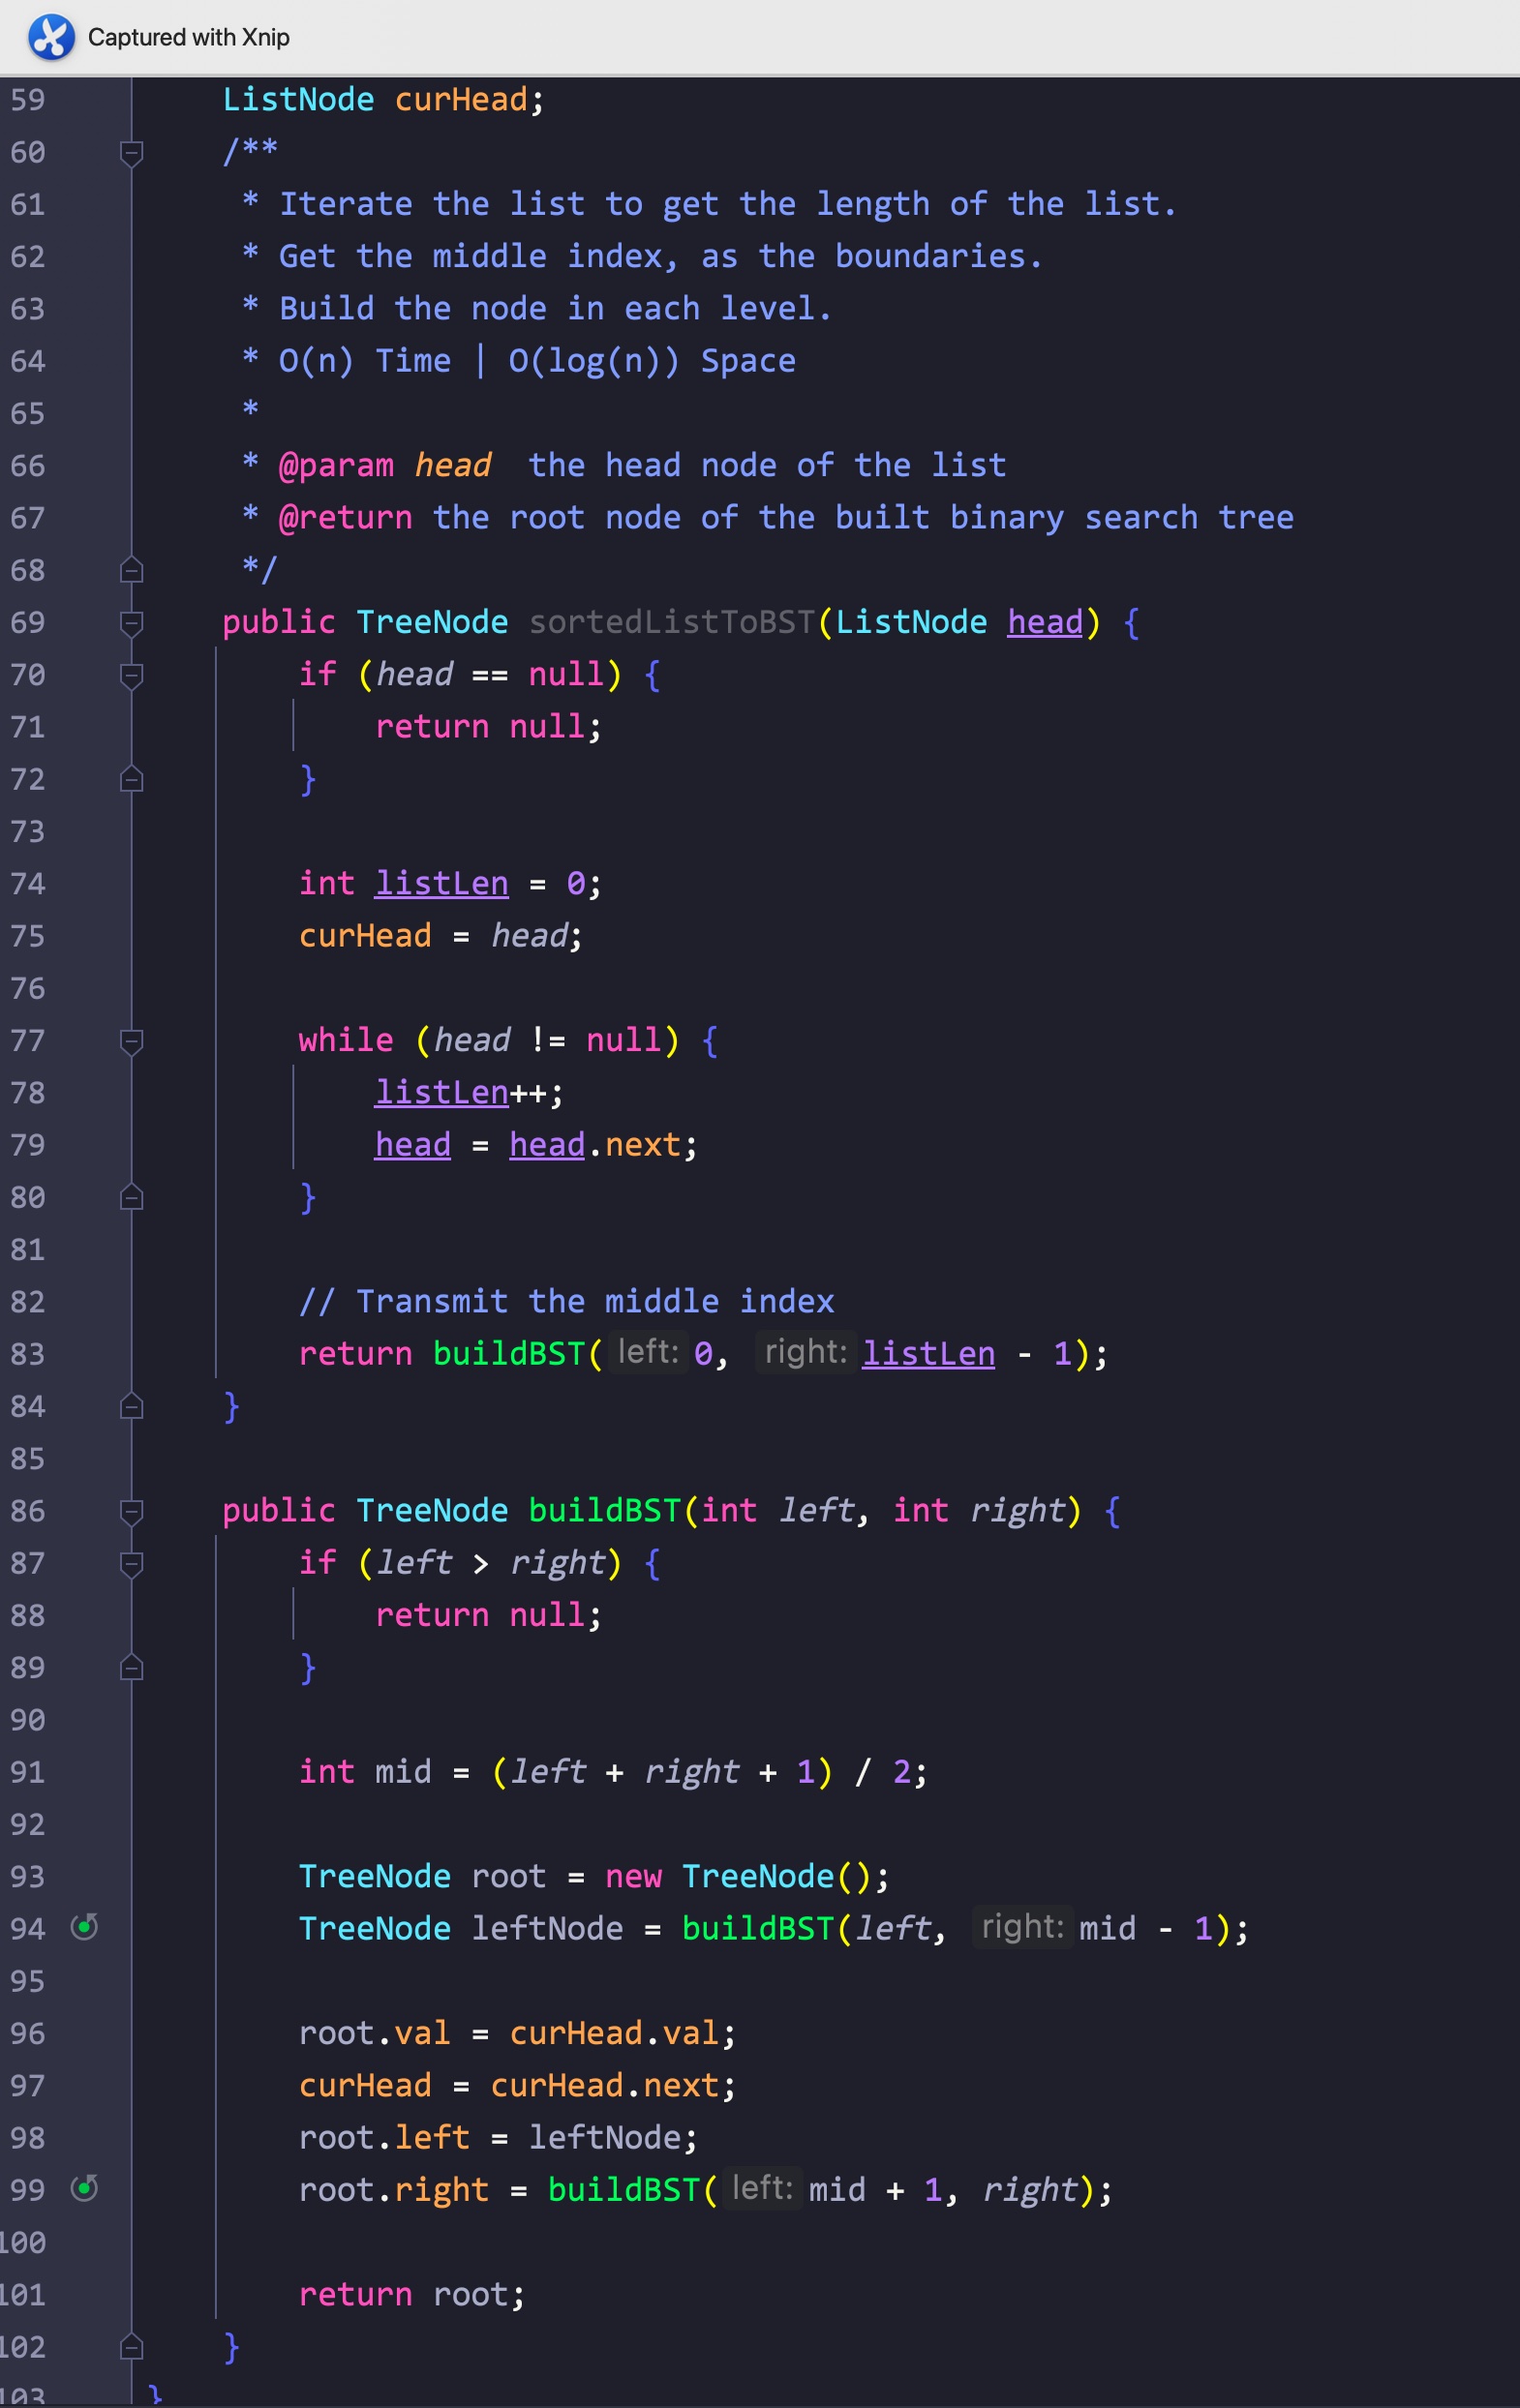 Captured with Xnip
59 ListNode curHead;
60 /**
61 * Iterate the list to get the length of the list.
62 * Get the middle index, as the boundaries.
63 * Build the node in each level.
64 * O(n) Time | O(log(n)) Space
65 *
66 * @param head  the head node of the list
67 * @return the root node of the built binary search tree
68 */
69 public TreeNode sortedListToBST(ListNode head) {
70 if (head == null) {
71 return null;
72 }
73
74 int listLen = 0;
75 curHead = head;
76
77 while (head != null) {
78 listLen++;
79 head = head.next;
80 }
81
82 // Transmit the middle index
83 return buildBST( left: 0,  right: listLen - 1);
84 }
85
86 public TreeNode buildBST(int left, int right) {
87 if (left > right) {
88 return null;
89 }
90
91 int mid = (left + right + 1) / 2;
92
93 TreeNode root = new TreeNode();
94 TreeNode leftNode = buildBST(left,  right: mid - 1);
95
96 root.val = curHead.val;
97 curHead = curHead.next;
98 root.left = leftNode;
99 root.right = buildBST( left: mid + 1, right);
100
101 return root;
102 }
103 }